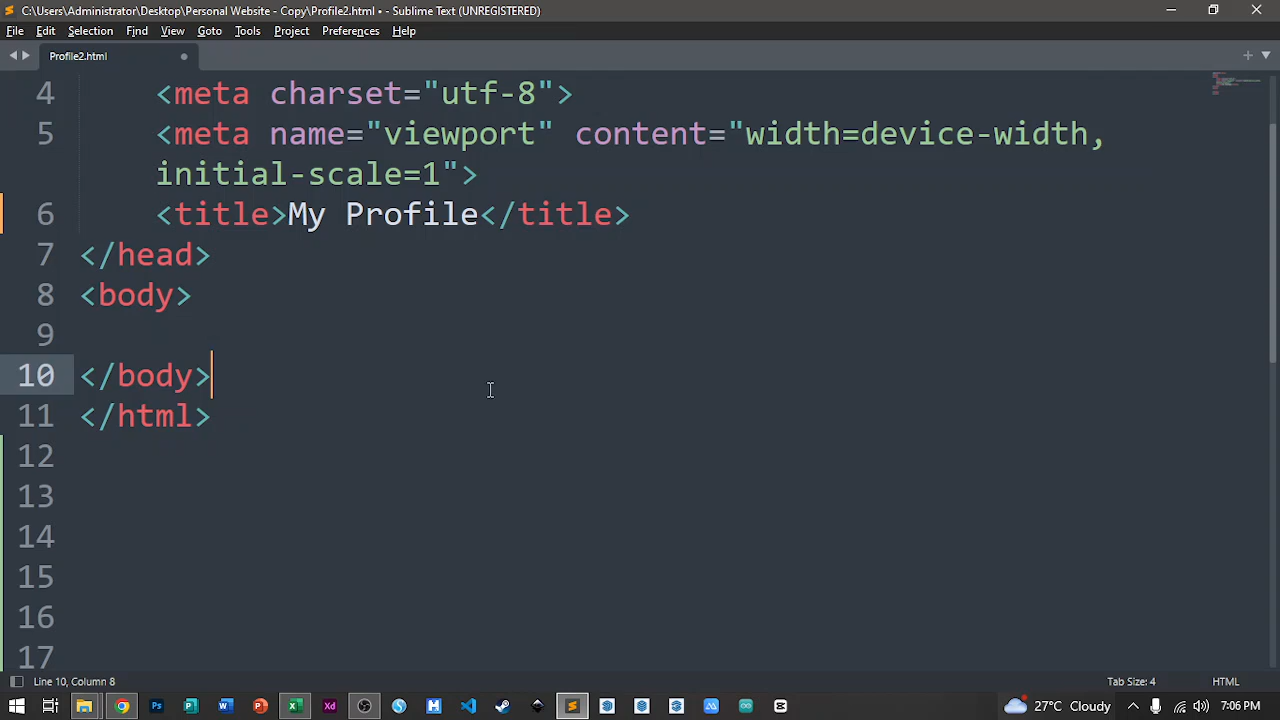 C:\Users\Administrator\Desktop\Personal Website - Copy\Profile2.html • - Sublime Text (UNREGISTERED)
File Edit Selection Find View Goto Tools Project Preferences Help
Profile2.html
4 <meta charset="utf-8">
5 <meta name="viewport" content="width=device-width,
initial-scale=1">
6 <title>My Profile</title>
7 </head>
8 <body>
9
10 </body>
11 </html>
12
13
14
15
16
17
Line 10, Column 8 Tab Size: 4 HTML
27°C Cloudy 7:06 PM